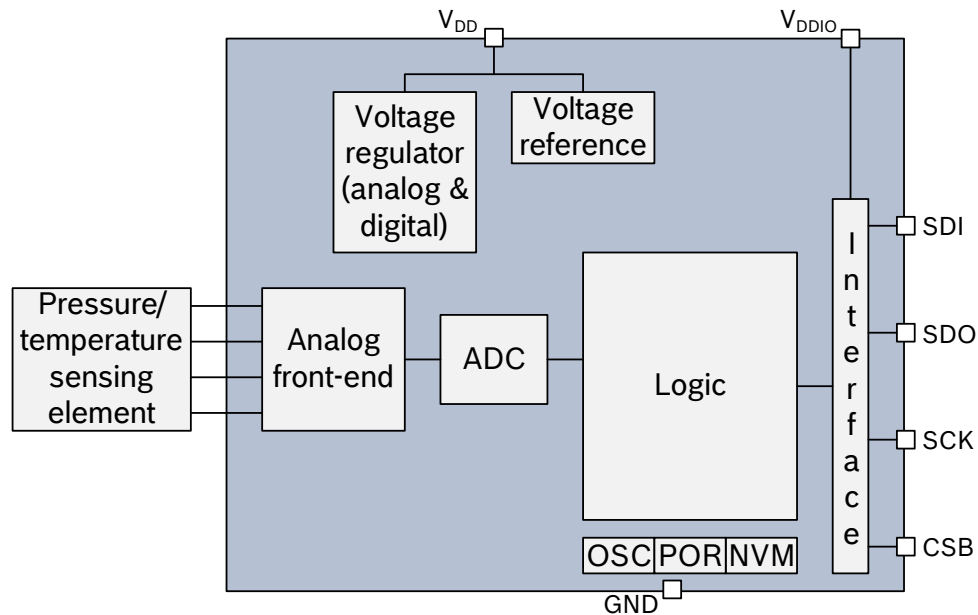 VDD
VDDIO
Voltage
regulator
(analog &
digital)
Voltage
reference
Interface
SDI
SDO
SCK
CSB
Pressure/
temperature
sensing
element
Analog
front-end
ADC
Logic
OSC POR NVM
GND